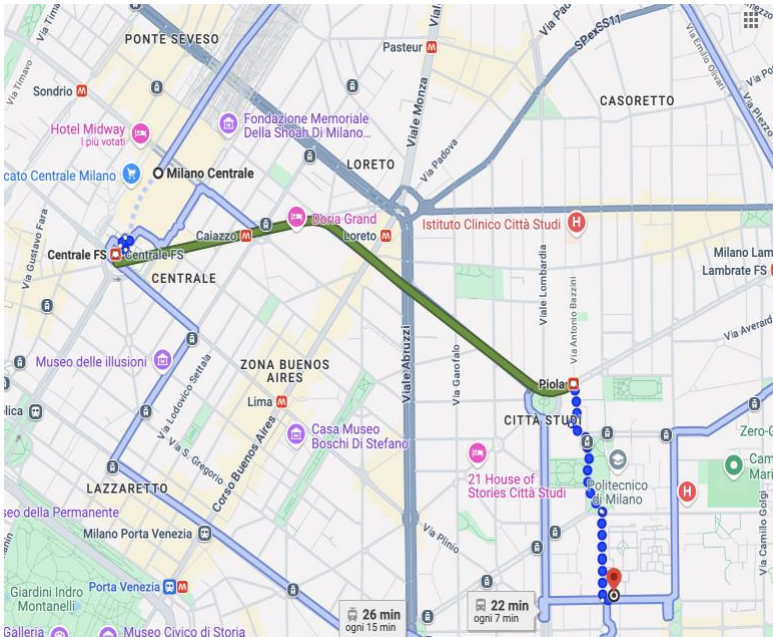 PONTE SEVESO
Via Timavo
Sondrio
Pasteur
Viale Monza
SPexSS11
Via Emilio Olivari
CASORETTO
Hotel Midway
I più votati
Fondazione Memoriale
Della Shoah Di Milano...
LORETO
Via Padova
cato Centrale Milano
Milano Centrale
Via Gustavo Fara
Doria Grand
Caiazzo
Loreto
Istituto Clinico Città Studi
Centrale FS
Centrale FS
CENTRALE
Viale Lombardia
Via Antonio Bazzini
Milano Lam
Lambrate FS
Via Averard
Museo delle illusioni
Via Lodovico Settala
ZONA BUENOS
AIRES
Viale Abruzzi
Via Garofalo
Piola
Lima
Corso Buenos Aires
CITTÀ STUDI
blica
Via S. Gregorio
Casa Museo
Boschi Di Stefano
21 House of
Stories Città Studi
Politecnico
di Milano
Zero-G
Cam
Mari
LAZZARETTO
seo della Permanente
Milano Porta Venezia
Via Plinio
Via Camillo Golgi
Porta Venezia
Giardini Indro
Montanelli
26 min
ogni 15 min
22 min
ogni 7 min
Galleria
Museo Civico di Storia